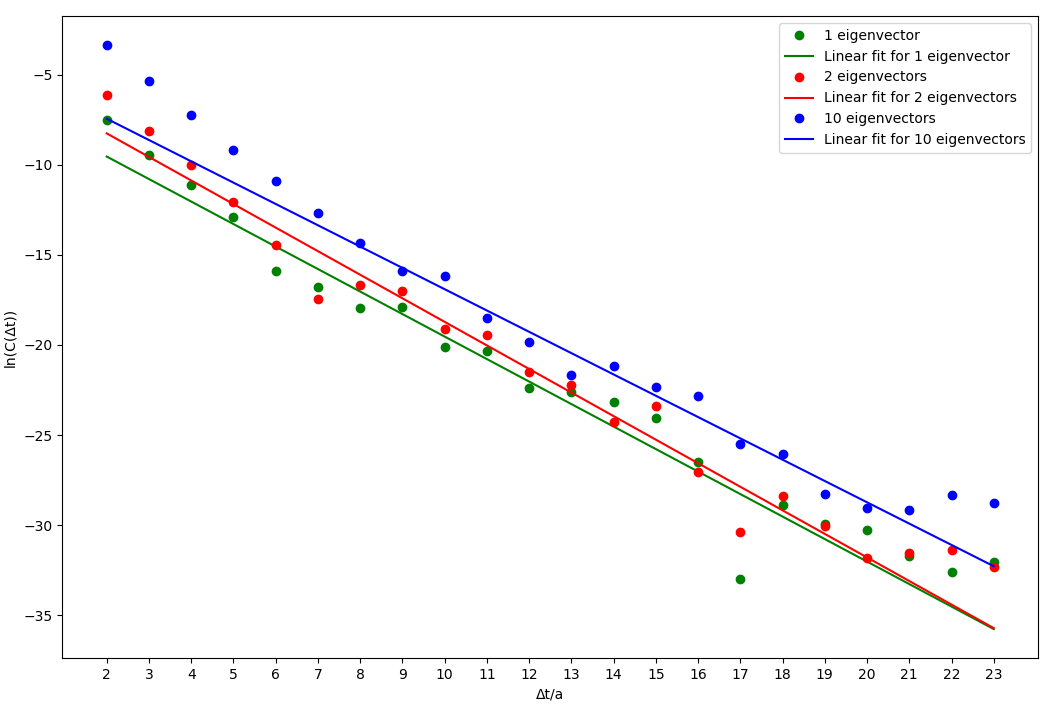 1 eigenvector
Linear fit for 1 eigenvector
2 eigenvectors
Linear fit for 2 eigenvectors
10 eigenvectors
Linear fit for 10 eigenvectors
−5
−10
−15
−20
−25
−30
−35
ln(C(Δt))
2 3 4 5 6 7 8 9 10 11 12 13 14 15 16 17 18 19 20 21 22 23
Δt/a